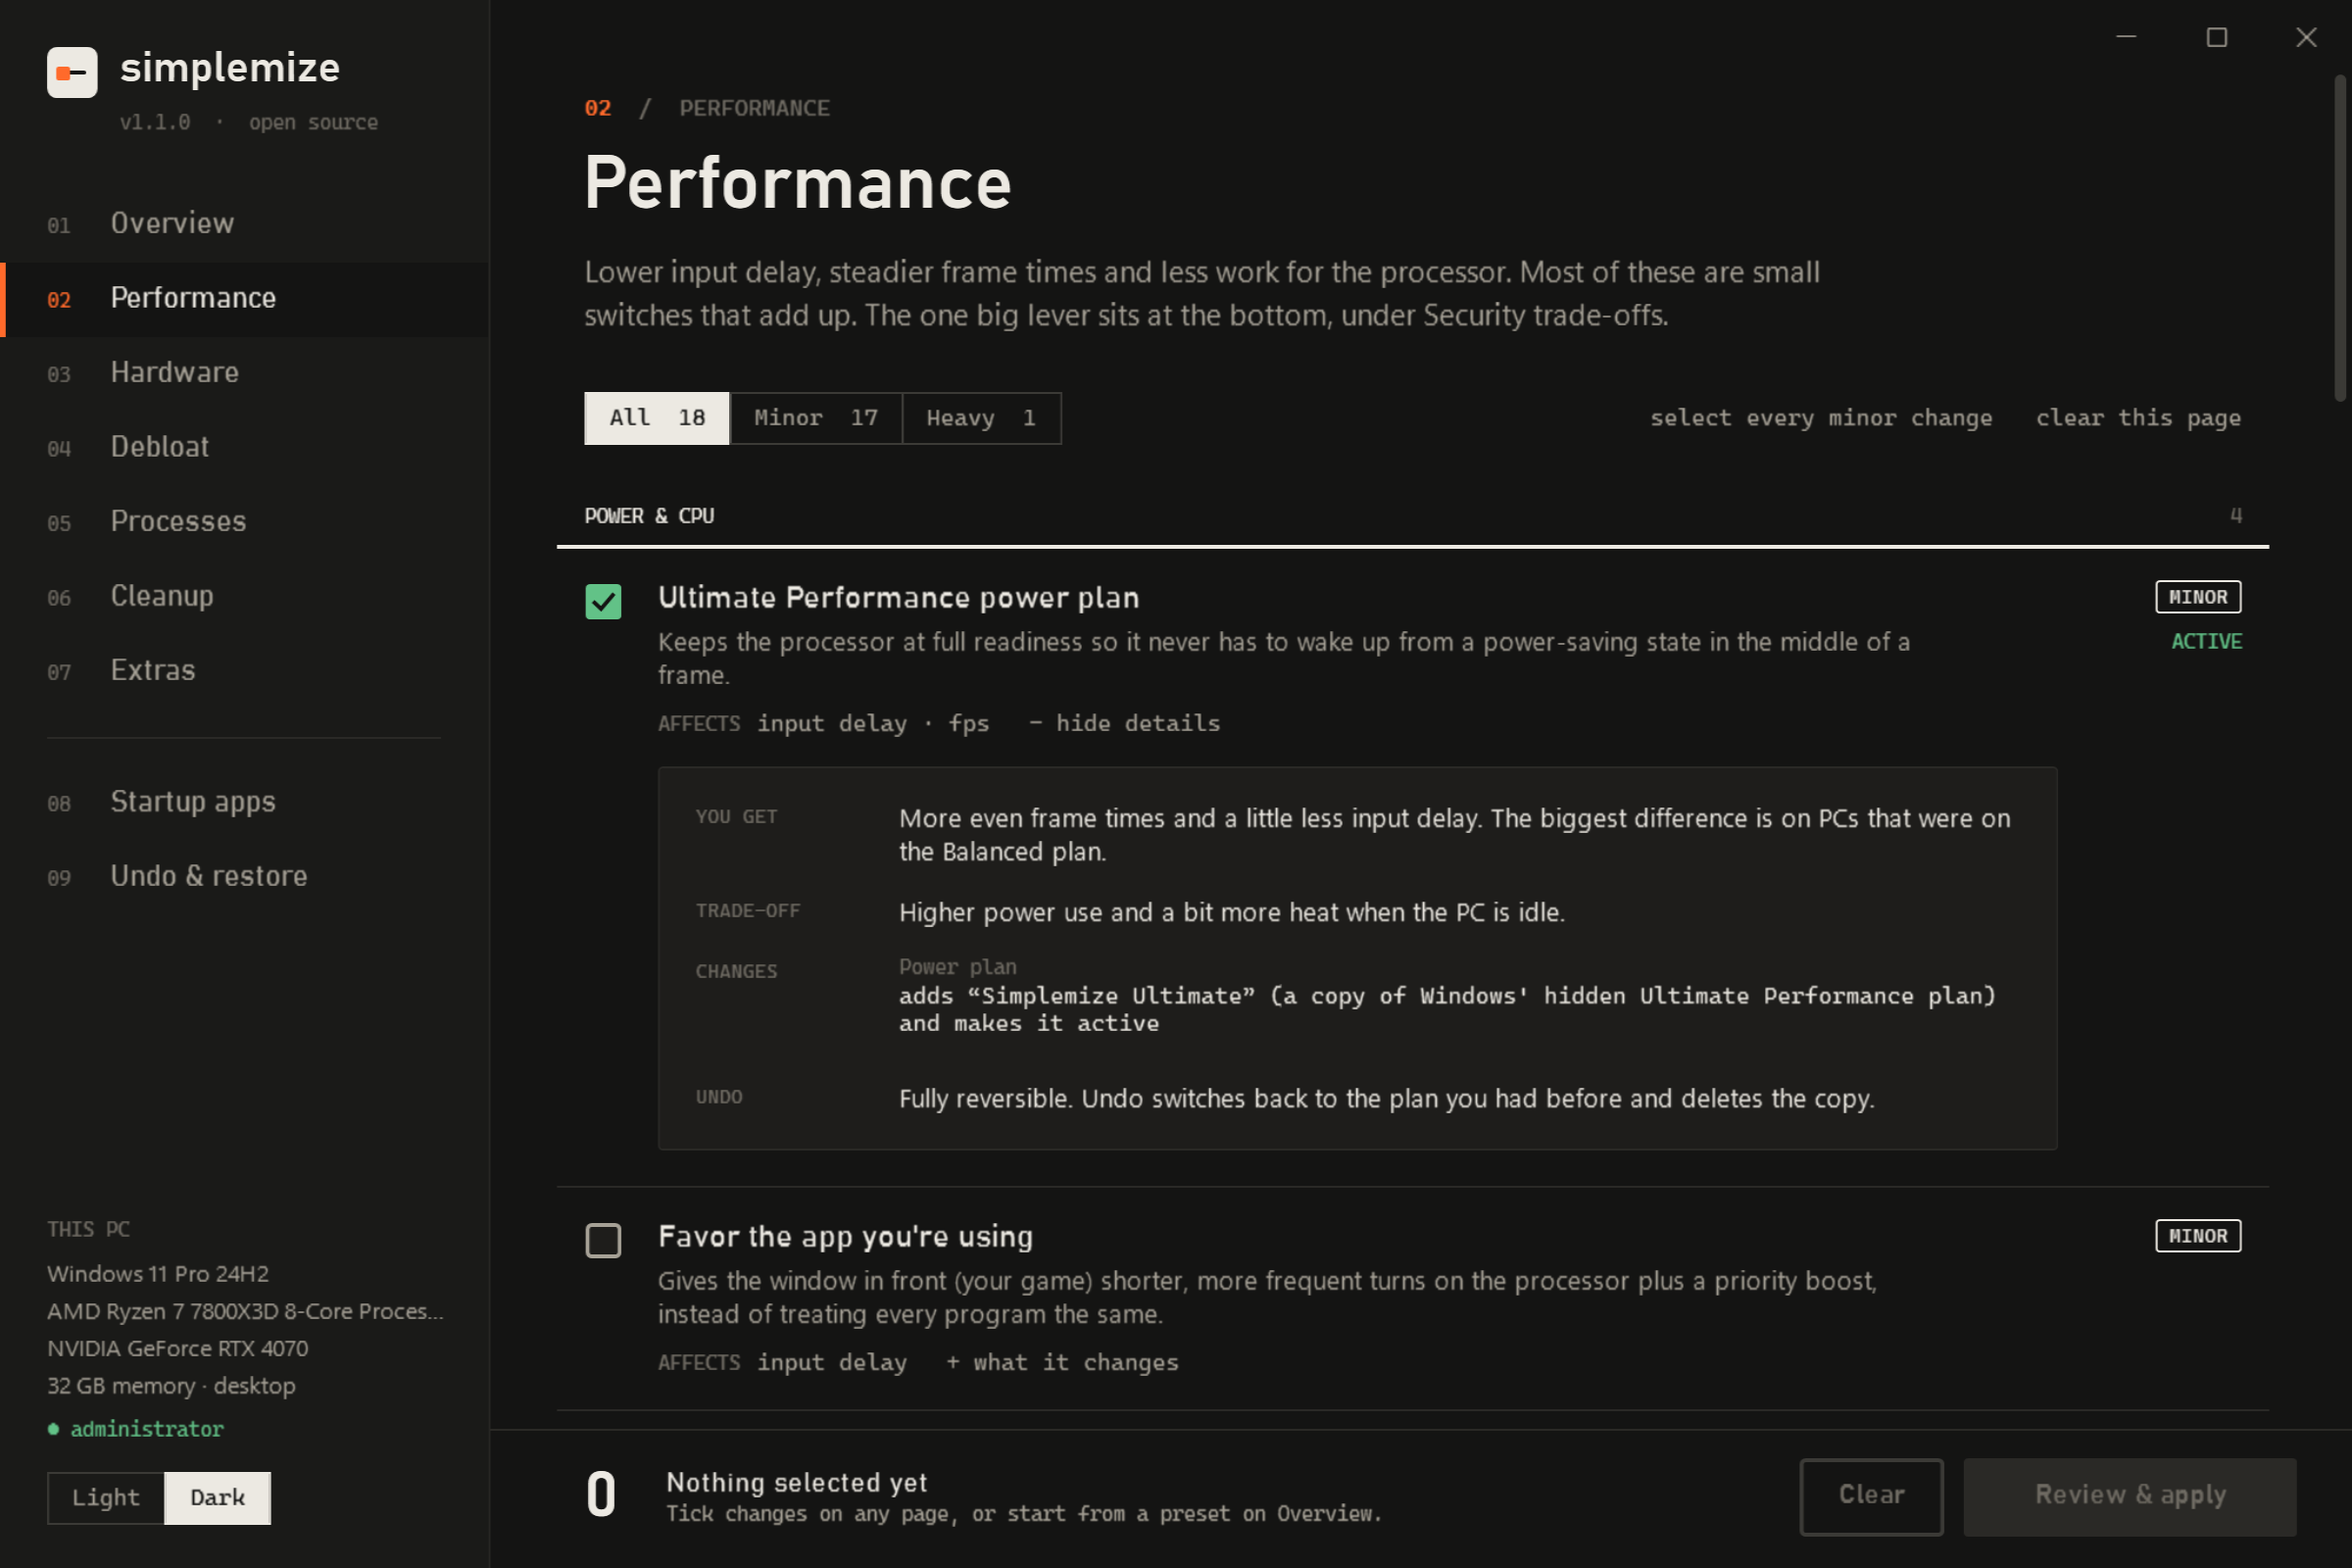 simplemize
v1.1.0 · open source
01 Overview
02 Performance
03 Hardware
04 Debloat
05 Processes
06 Cleanup
07 Extras
08 Startup apps
09 Undo & restore
THIS PC
Windows 11 Pro 24H2
AMD Ryzen 7 7800X3D 8-Core Proces...
NVIDIA GeForce RTX 4070
32 GB memory · desktop
administrator
Light Dark
02 / PERFORMANCE
Performance
Lower input delay, steadier frame times and less work for the processor. Most of these are small
switches that add up. The one big lever sits at the bottom, under Security trade-offs.
All 18 Minor 17 Heavy 1
select every minor change clear this page
POWER & CPU 4
Ultimate Performance power plan MINOR
Keeps the processor at full readiness so it never has to wake up from a power-saving state in the middle of a ACTIVE
frame.
AFFECTS input delay · fps − hide details
YOU GET More even frame times and a little less input delay. The biggest difference is on PCs that were on
the Balanced plan.
TRADE-OFF Higher power use and a bit more heat when the PC is idle.
CHANGES Power plan
adds “Simplemize Ultimate” (a copy of Windows' hidden Ultimate Performance plan)
and makes it active
UNDO Fully reversible. Undo switches back to the plan you had before and deletes the copy.
Favor the app you're using MINOR
Gives the window in front (your game) shorter, more frequent turns on the processor plus a priority boost,
instead of treating every program the same.
AFFECTS input delay + what it changes
0 Nothing selected yet
Tick changes on any page, or start from a preset on Overview.
Clear Review & apply